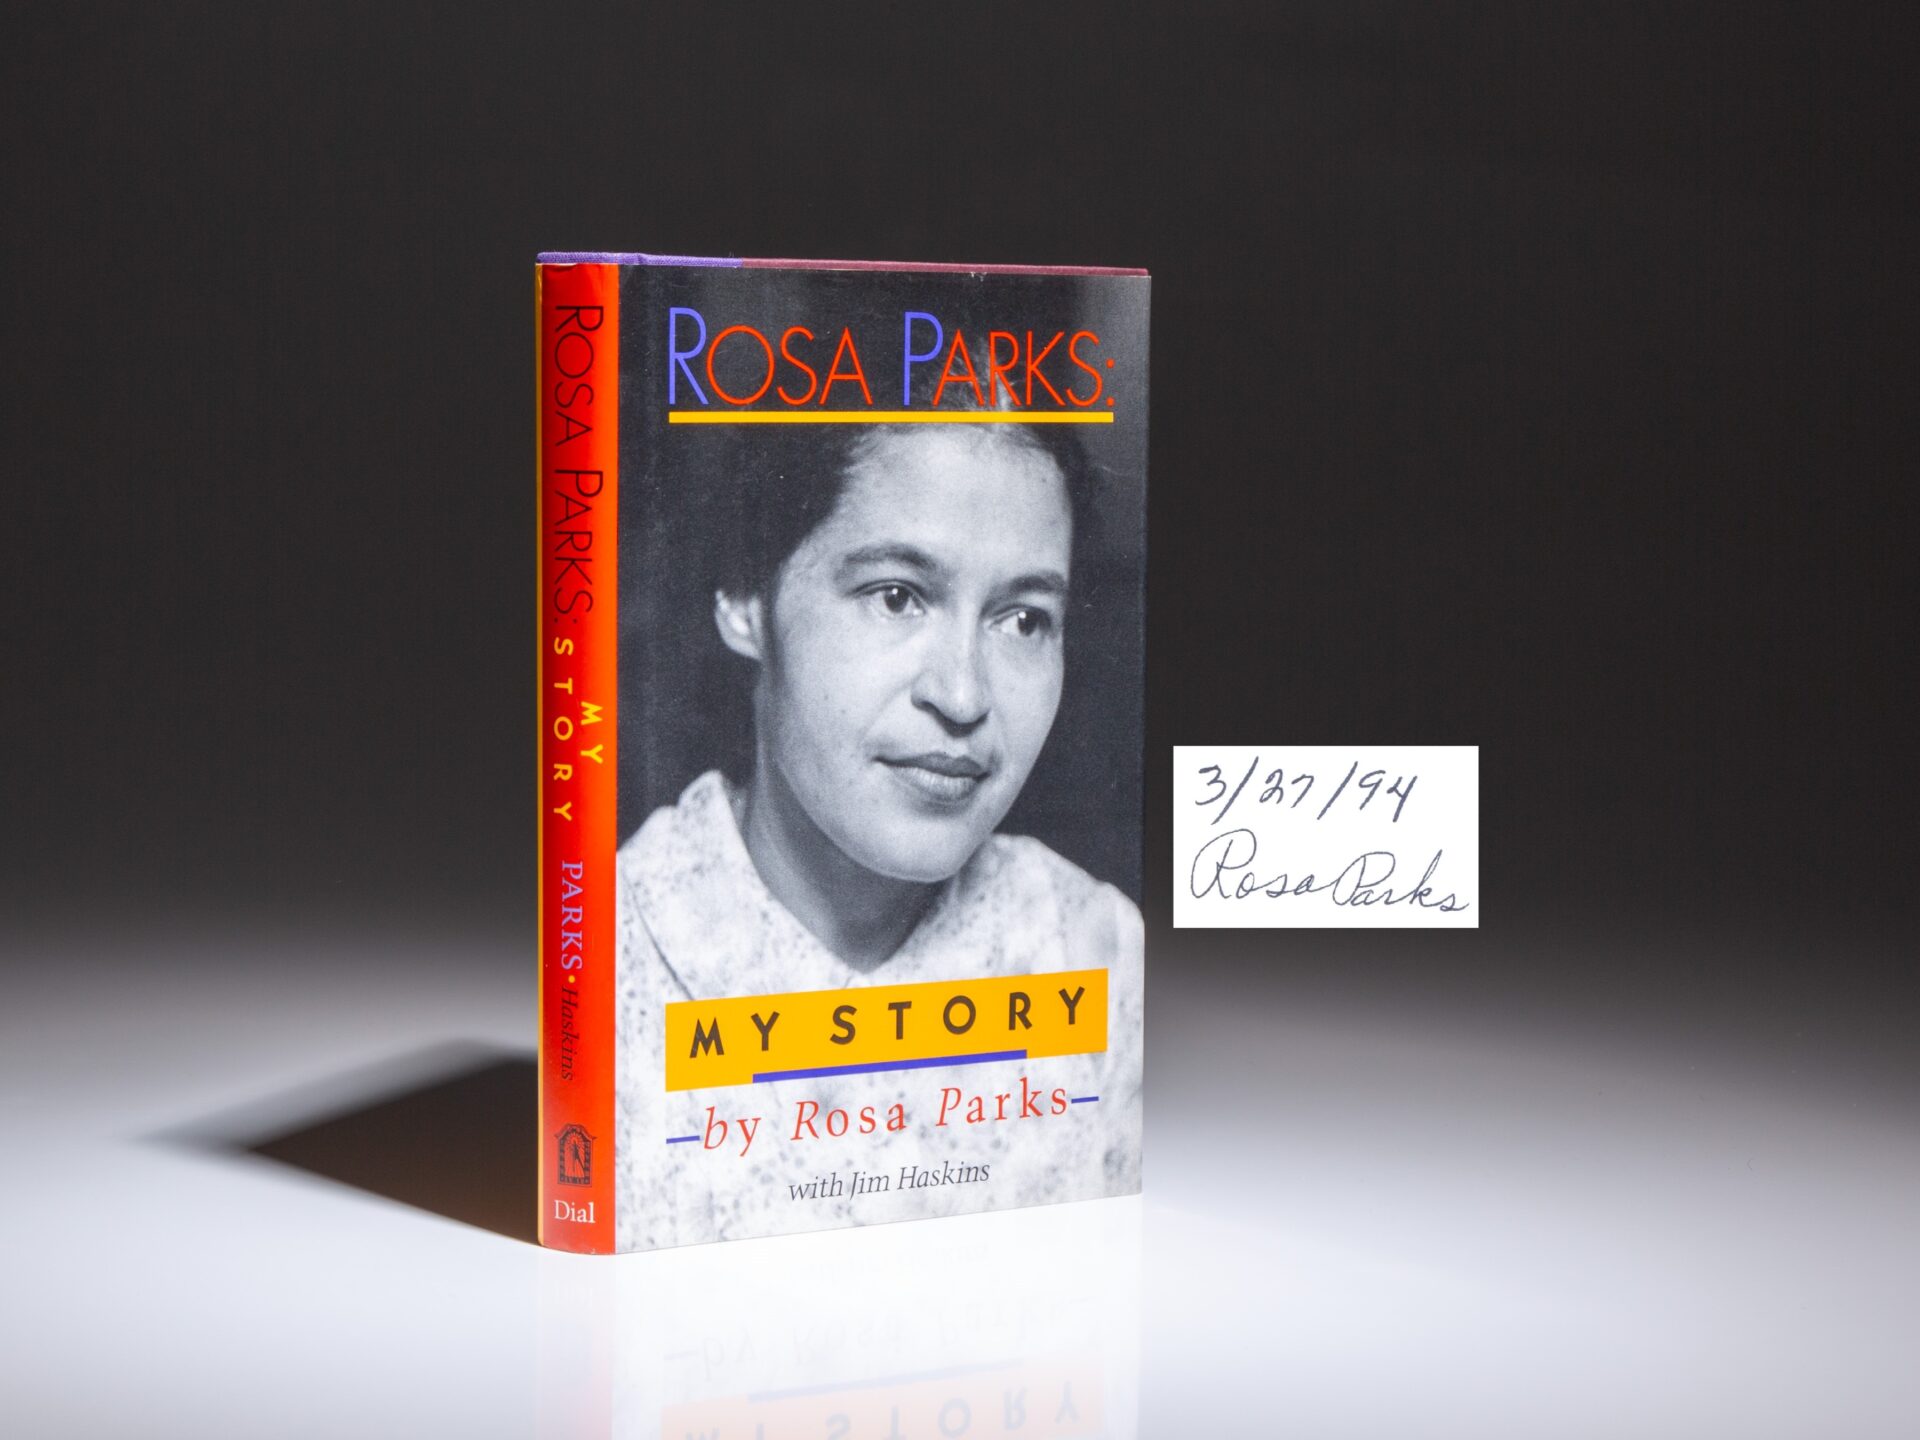 ROSA PARKS:
MY
STORY
PARKS • Haskins
Dial
ROSA PARKS:
MY STORY
—by Rosa Parks—
with Jim Haskins
3/27/94
Rosa Parks